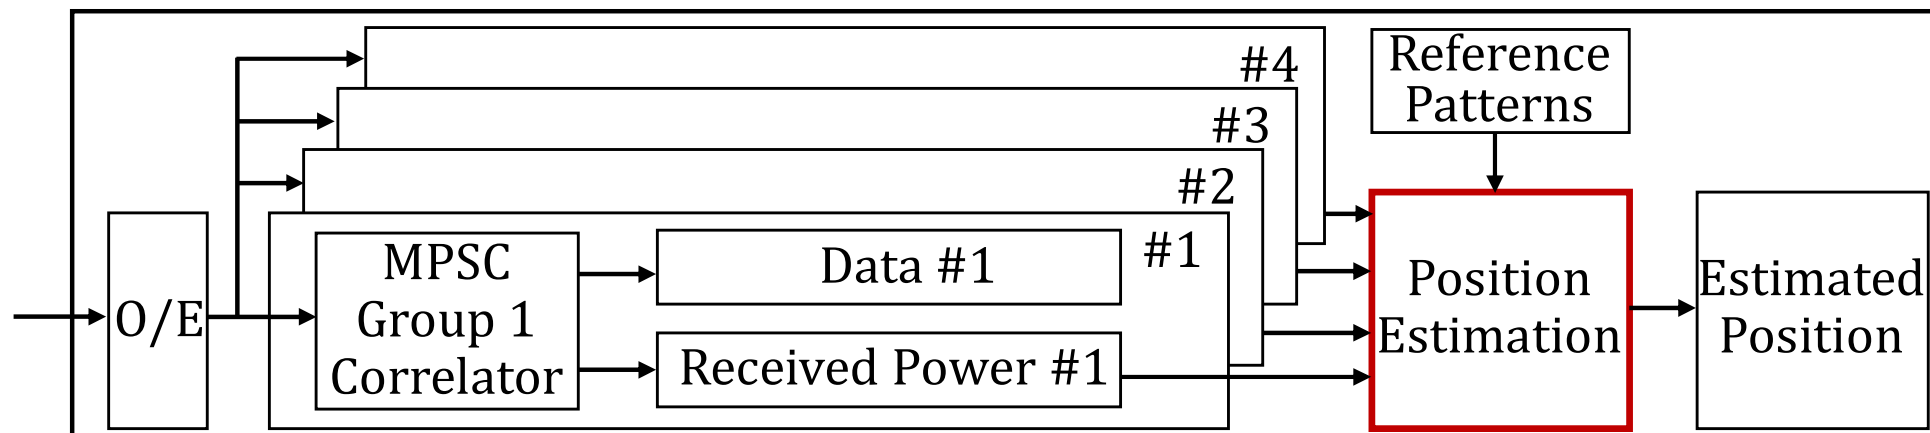 #4
Reference
Patterns
#3
#2
O/E
MPSC
Group 1
Correlator
Data #1
#1
Received Power #1
Position
Estimation
Estimated
Position